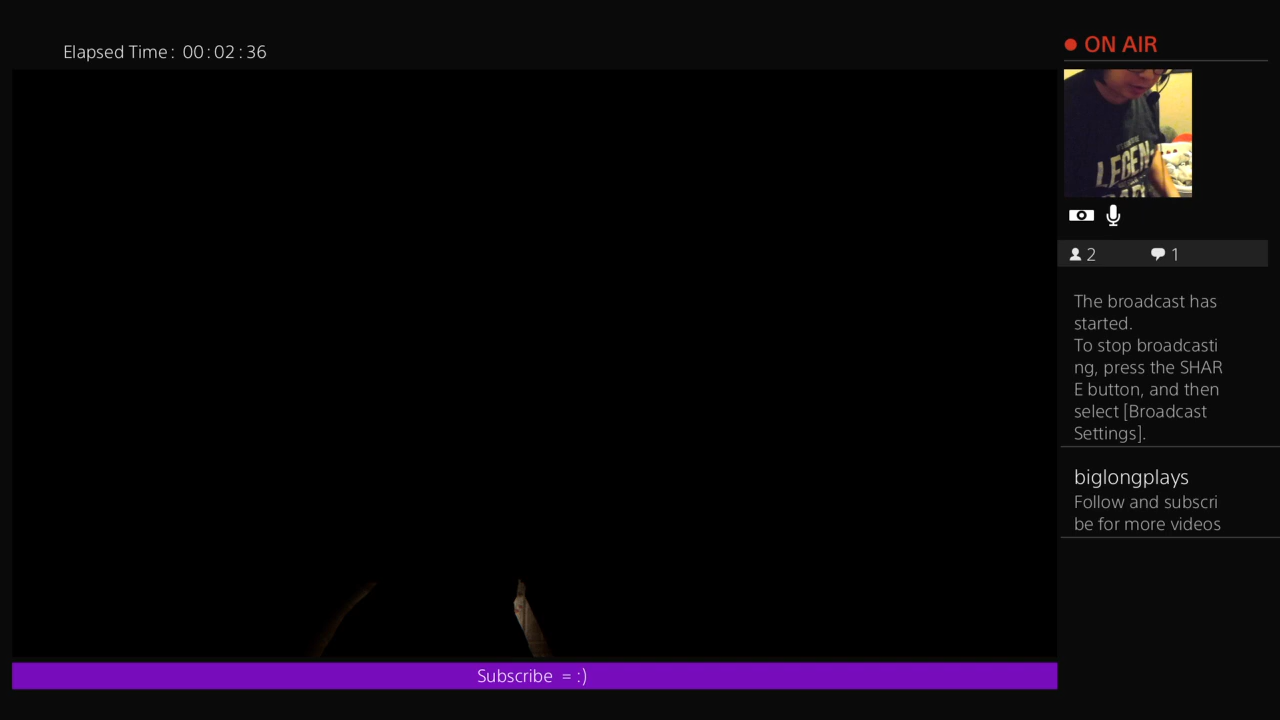 Elapsed Time: 00:02:36
ON AIR
LEGEN-
2
1
The broadcast has
started.
To stop broadcasti
ng, press the SHAR
E button, and then
select [Broadcast
Settings].
biglongplays
Follow and subscri
be for more videos
Subscribe = :)